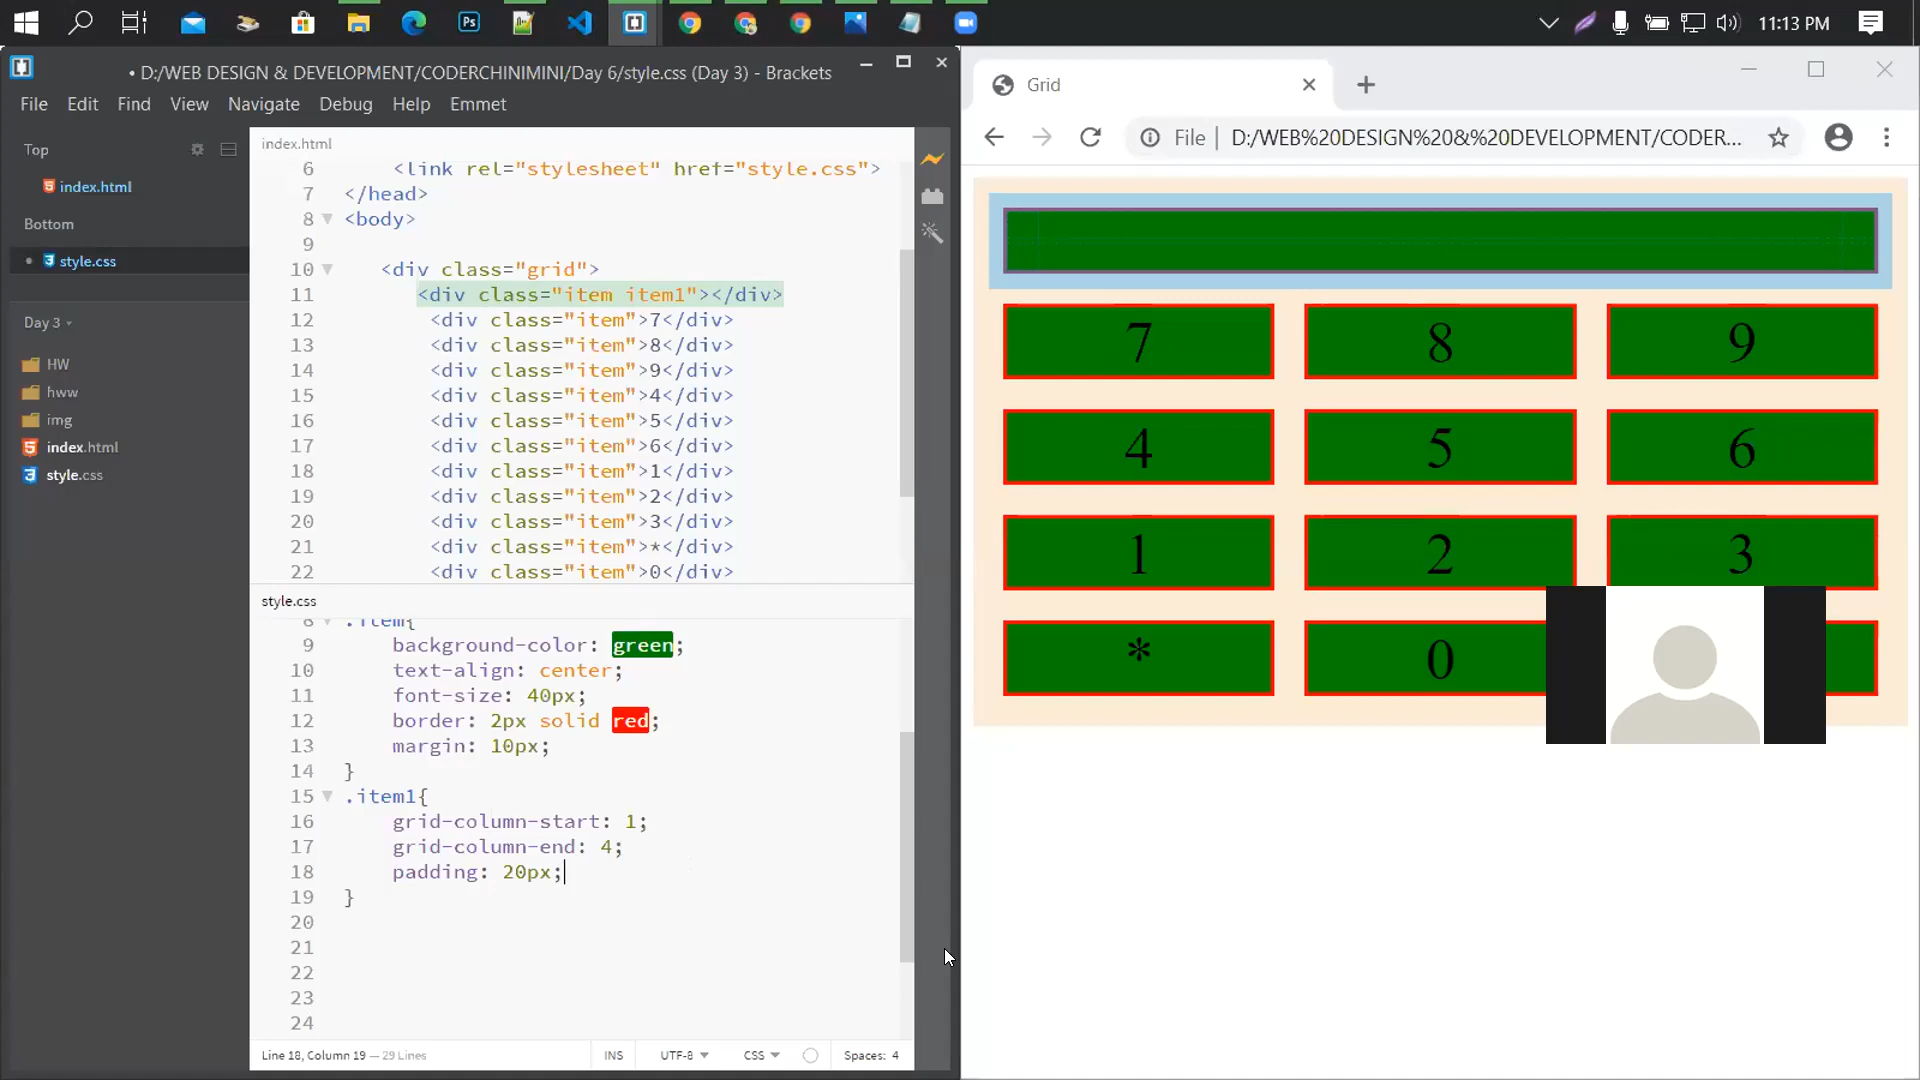 11:13 PM
• D:/WEB DESIGN & DEVELOPMENT/CODERCHINIMINI/Day 6/style.css (Day 3) - Brackets
File Edit Find View Navigate Debug Help Emmet
Top
index.html
Bottom
• style.css
Day 3
HW
hww
img
index.html
style.css
index.html
6 <link rel="stylesheet" href="style.css">
7 </head>
8 <body>
9
10 <div class="grid">
11 <div class="item item1"></div>
12 <div class="item">7</div>
13 <div class="item">8</div>
14 <div class="item">9</div>
15 <div class="item">4</div>
16 <div class="item">5</div>
17 <div class="item">6</div>
18 <div class="item">1</div>
19 <div class="item">2</div>
20 <div class="item">3</div>
21 <div class="item">*</div>
22 <div class="item">0</div>
style.css
8 .item{
9 background-color: green;
10 text-align: center;
11 font-size: 40px;
12 border: 2px solid red;
13 margin: 10px;
14 }
15 .item1{
16 grid-column-start: 1;
17 grid-column-end: 4;
18 padding: 20px;
19 }
20
21
22
23
24
Line 18, Column 19 — 29 Lines
INS UTF-8 CSS Spaces: 4
Grid
File | D:/WEB%20DESIGN%20&%20DEVELOPMENT/CODER...
7 8 9
4 5 6
1 2 3
* 0